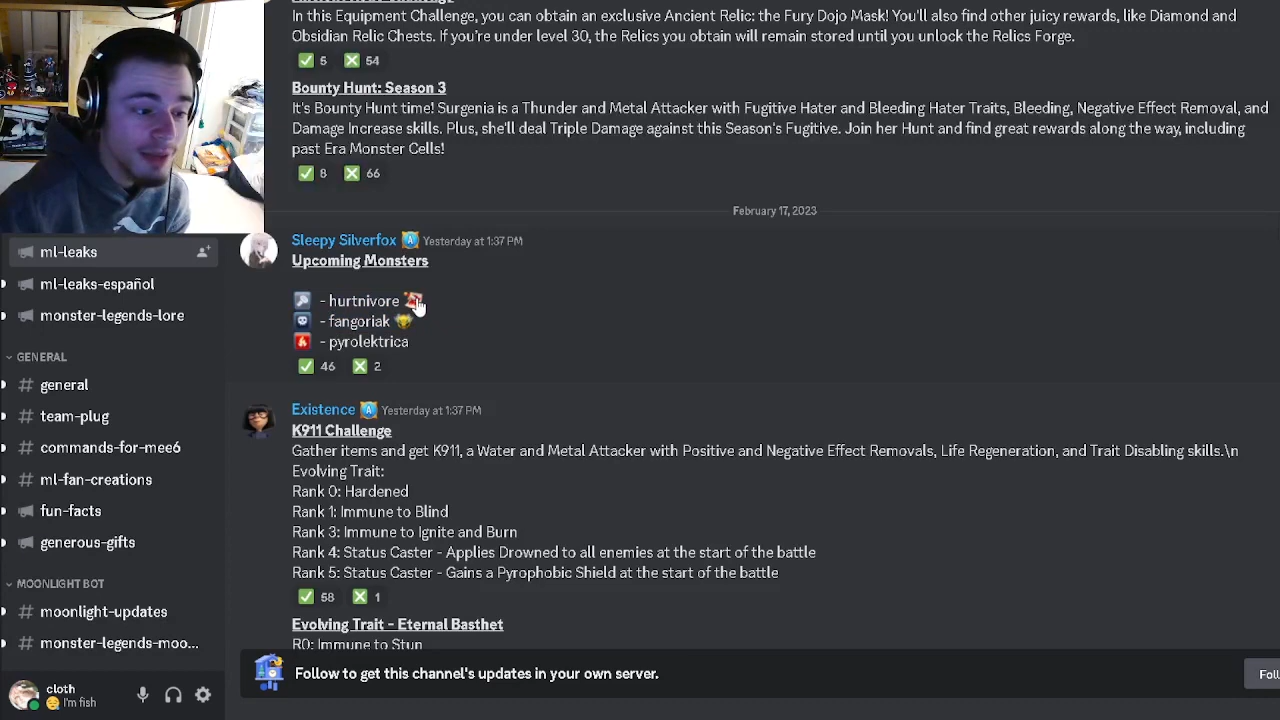 In this Equipment Challenge, you can obtain an exclusive Ancient Relic: the Fury Dojo Mask! You'll also find other juicy rewards, like Diamond and
Obsidian Relic Chests. If you're under level 30, the Relics you obtain will remain stored until you unlock the Relics Forge.
5 54
Bounty Hunt: Season 3
It's Bounty Hunt time! Surgenia is a Thunder and Metal Attacker with Fugitive Hater and Bleeding Hater Traits, Bleeding, Negative Effect Removal, and
Damage Increase skills. Plus, she'll deal Triple Damage against this Season's Fugitive. Join her Hunt and find great rewards along the way, including
past Era Monster Cells!
8 66
February 17, 2023
Sleepy Silverfox Yesterday at 1:37 PM
Upcoming Monsters
- hurtnivore
- fangoriak
- pyrolektrica
46 2
Existence Yesterday at 1:37 PM
K911 Challenge
Gather items and get K911, a Water and Metal Attacker with Positive and Negative Effect Removals, Life Regeneration, and Trait Disabling skills.\n
Evolving Trait:
Rank 0: Hardened
Rank 1: Immune to Blind
Rank 3: Immune to Ignite and Burn
Rank 4: Status Caster - Applies Drowned to all enemies at the start of the battle
Rank 5: Status Caster - Gains a Pyrophobic Shield at the start of the battle
58 1
Evolving Trait - Eternal Basthet
R0: Immune to Stun
Follow to get this channel's updates in your own server.
Foll
ml-leaks
ml-leaks-español
monster-legends-lore
GENERAL
general
team-plug
commands-for-mee6
ml-fan-creations
fun-facts
generous-gifts
MOONLIGHT BOT
moonlight-updates
monster-legends-moo...
cloth
I'm fish